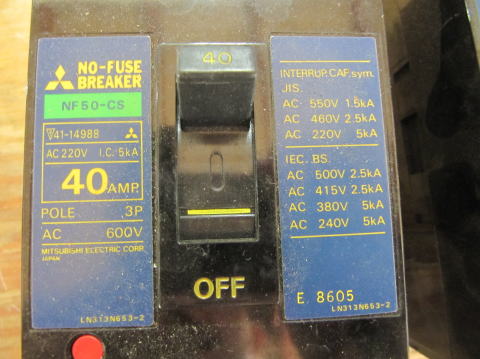 NO-FUSE
BREAKER
NF50-CS
41-14988
AC 220V I.C. 5kA
40 AMP.
POLE 3P
AC 600V
MITSUBISHI ELECTRIC CORP.
JAPAN
LN313N653-2
40
OFF
INTERRUP. CAP. sym.
JIS.
AC 550V 1.5kA
AC 460V 2.5kA
AC 220V 5kA
IEC. BS.
AC 500V 2.5kA
AC 415V 2.5kA
AC 380V 5kA
AC 240V 5kA
E. 8605
LN313N653-2